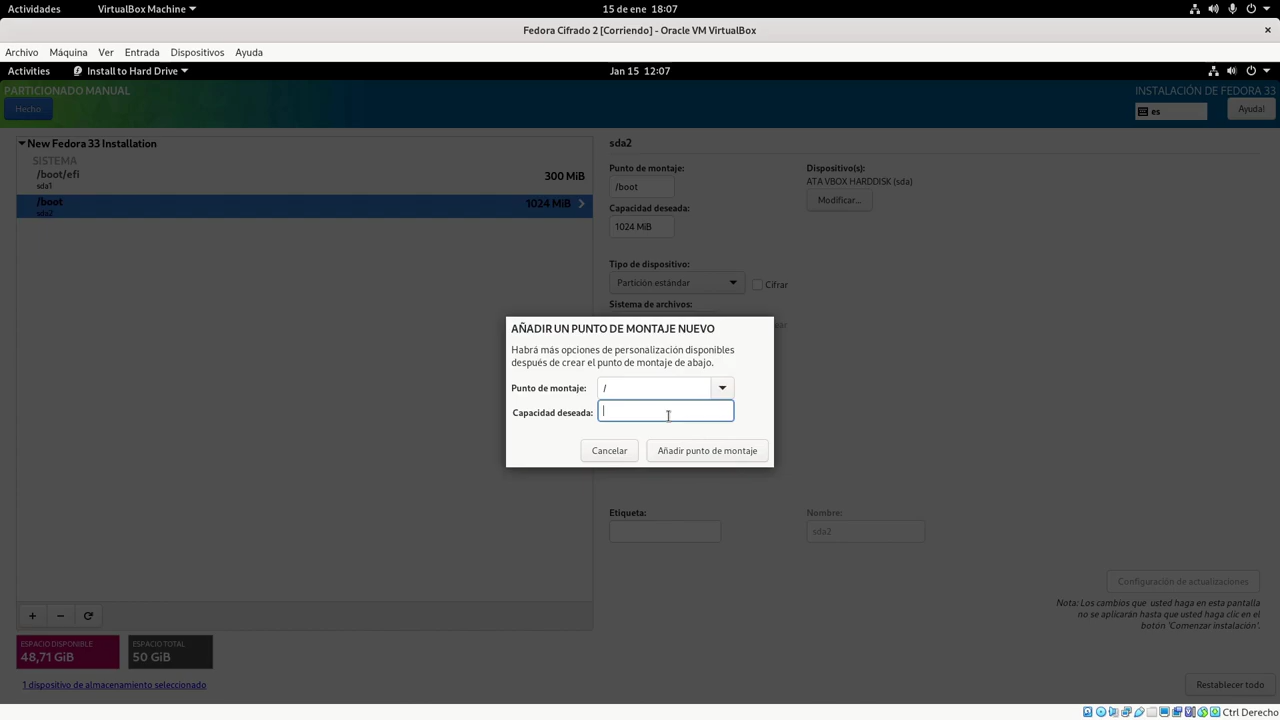 Actividades
VirtualBox Machine
15 de ene 18:07
Fedora Cifrado 2 [Corriendo] - Oracle VM VirtualBox
Archivo Máquina Ver Entrada Dispositivos Ayuda
Activities
Install to Hard Drive
Jan 15 12:07
PARTICIONADO MANUAL
INSTALACIÓN DE FEDORA 33
Hecho
es
Ayuda!
New Fedora 33 Installation
SISTEMA
/boot/efi
300 MiB
sda1
/boot
1024 MiB
sda2
sda2
Punto de montaje:
/boot
Dispositivo(s):
ATA VBOX HARDDISK (sda)
Modificar...
Capacidad deseada:
1024 MiB
Tipo de dispositivo:
Partición estándar
Cifrar
Sistema de archivos:
AÑADIR UN PUNTO DE MONTAJE NUEVO
Habrá más opciones de personalización disponibles
después de crear el punto de montaje de abajo.
Punto de montaje: /
Capacidad deseada:
Cancelar
Añadir punto de montaje
Etiqueta:
Nombre:
sda2
Configuración de actualizaciones
Nota: Los cambios que usted haga en esta pantalla
no se aplicarán hasta que usted haga clic en el
botón 'Comenzar instalación'.
ESPACIO DISPONIBLE
48,71 GiB
ESPACIO TOTAL
50 GiB
1 dispositivo de almacenamiento seleccionado
Restablecer todo
Ctrl Derecho